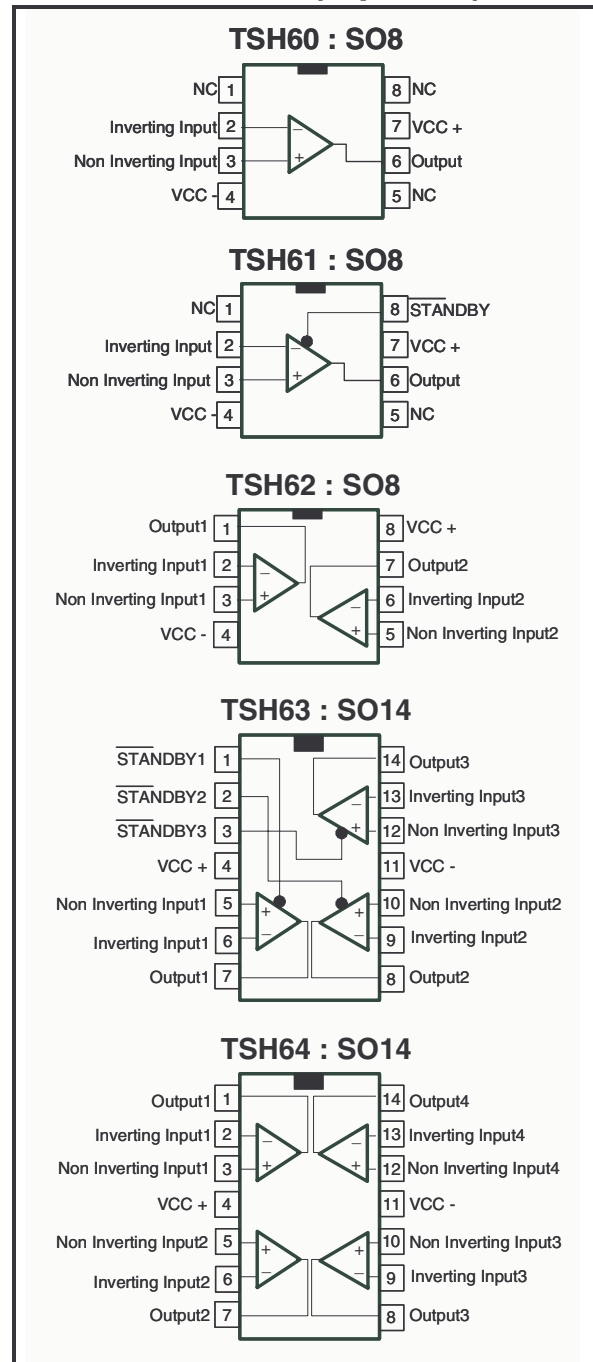 TSH60 : SO8
NC 1 8 NC
Inverting Input 2 − 7 VCC +
Non Inverting Input 3 + 6 Output
VCC - 4 5 NC
TSH61 : SO8
NC 1 8 STANDBY
Inverting Input 2 − 7 VCC +
Non Inverting Input 3 + 6 Output
VCC - 4 5 NC
TSH62 : SO8
Output1 1 8 VCC +
Inverting Input1 2 − 7 Output2
Non Inverting Input1 3 + − 6 Inverting Input2
VCC - 4 + 5 Non Inverting Input2
TSH63 : SO14
STANDBY1 1 14 Output3
STANDBY2 2 − 13 Inverting Input3
STANDBY3 3 + 12 Non Inverting Input3
VCC + 4 11 VCC -
Non Inverting Input1 5 + + 10 Non Inverting Input2
Inverting Input1 6 − − 9 Inverting Input2
Output1 7 8 Output2
TSH64 : SO14
Output1 1 14 Output4
Inverting Input1 2 − − 13 Inverting Input4
Non Inverting Input1 3 + + 12 Non Inverting Input4
VCC + 4 11 VCC -
Non Inverting Input2 5 + + 10 Non Inverting Input3
Inverting Input2 6 − − 9 Inverting Input3
Output2 7 8 Output3